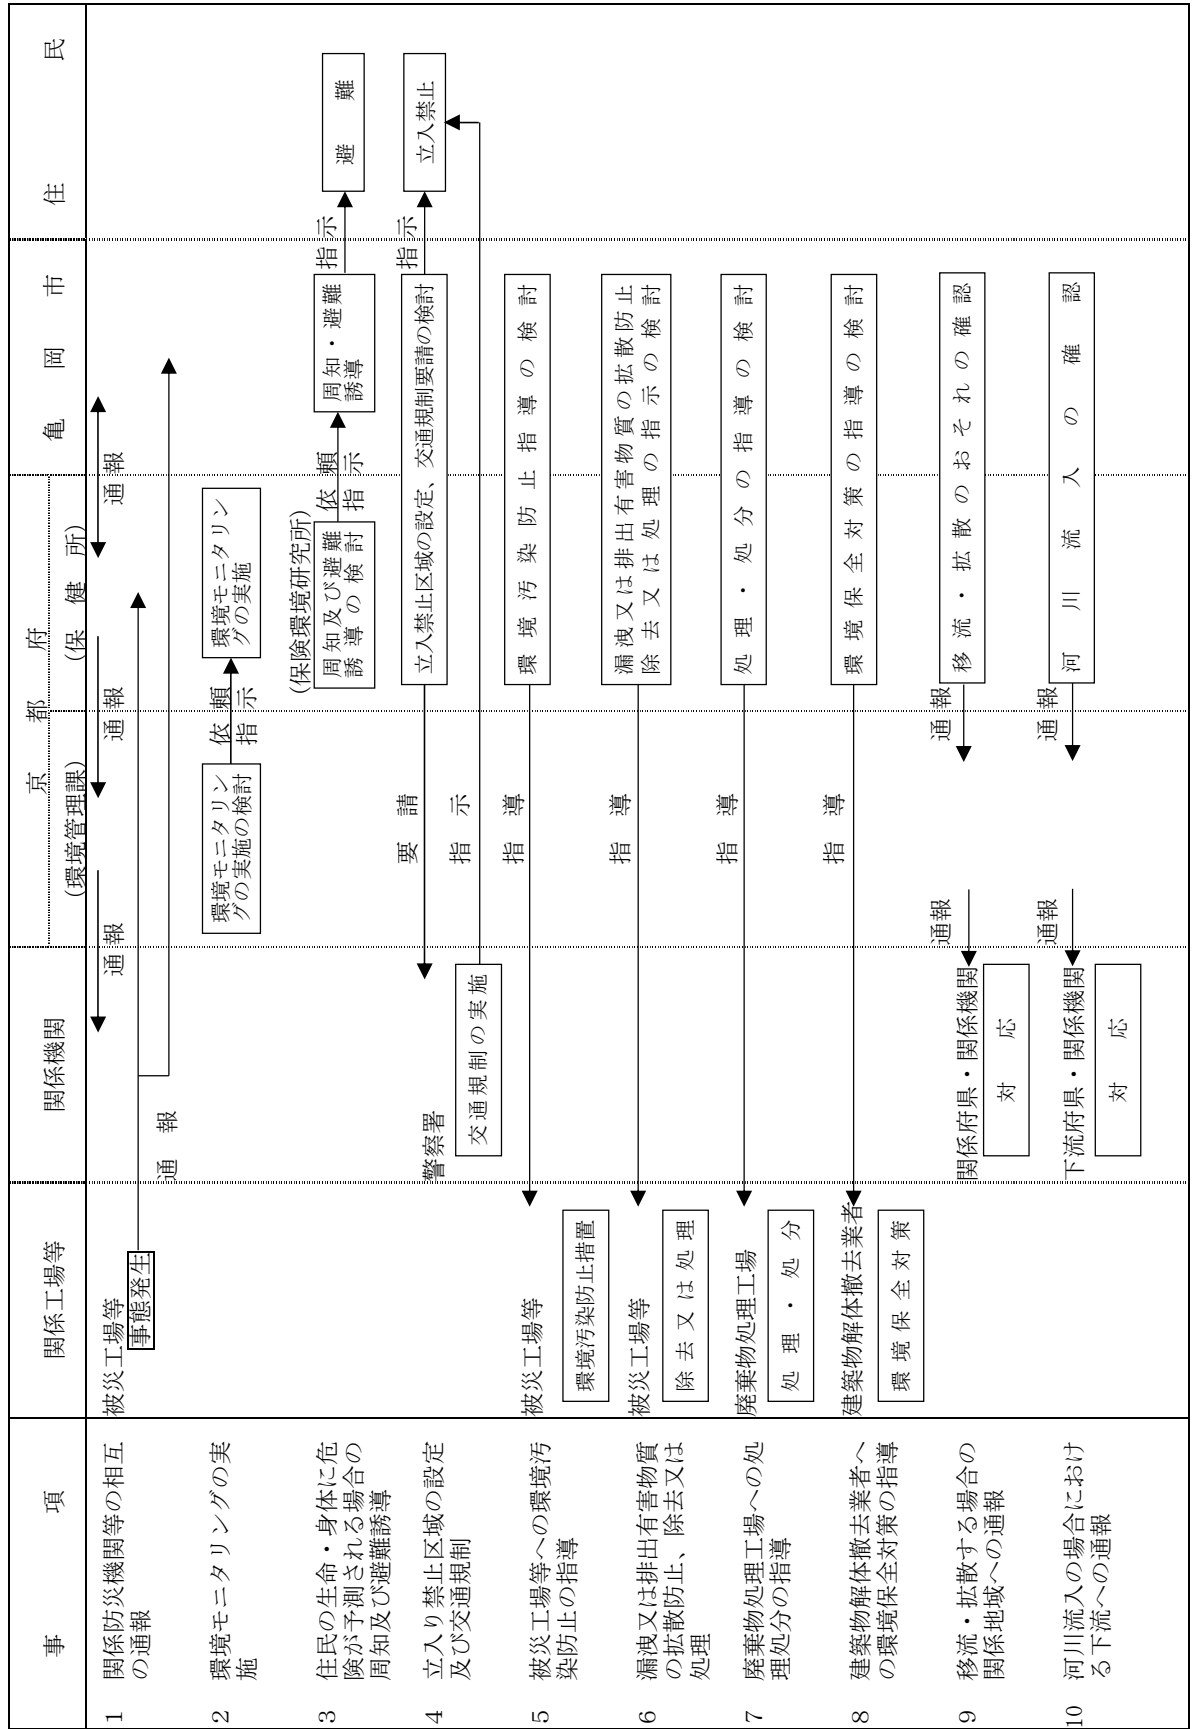 事 項
関係工場等
関係機関
京 都 府
(環境管理課)
(保 健 所)
亀 岡 市
住 民
1 関係防災機関等の相互
の通報
被災工場等
事態発生
通 報
通 報
通 報
通 報
2 環境モニタリングの実
施
環境モニタリン
グの実施の検討
依 頼
指 示
環境モニタリン
グの実施
3 住民の生命・身体に危
険が予測される場合の
周知及び避難誘導
(保険環境研究所)
周知及び避難
誘導の検討
依 頼
指 示
周知・避難
誘導
指 示
避 難
4 立入り禁止区域の設定
及び交通規制
警察署
交通規制の実施
要 請
指 示
立入禁止区域の設定、交通規制要請の検討
指 示
立入禁止
5 被災工場等への環境汚
染防止の指導
被災工場等
環境汚染防止措置
指 導
環境汚染防止指導の検討
6 漏洩又は排出有害物質
の拡散防止、除去又は
処理
被災工場等
除去又は処理
指 導
漏洩又は排出有害物質の拡散防止
除去又は処理の指示の検討
7 廃棄物処理工場への処
理処分の指導
廃棄物処理工場
処理・処分
指 導
処理・処分の指導の検討
8 建築物解体撤去業者へ
の環境保全対策の指導
建築物解体撤去業者
環境保全対策
指 導
環境保全対策の指導の検討
9 移流・拡散する場合の
関係地域への通報
関係府県・関係機関
対 応
通報
通 報
移流・拡散のおそれの確認
10 河川流入の場合におけ
る下流への通報
下流府県・関係機関
対 応
通報
通 報
河川流入の確認